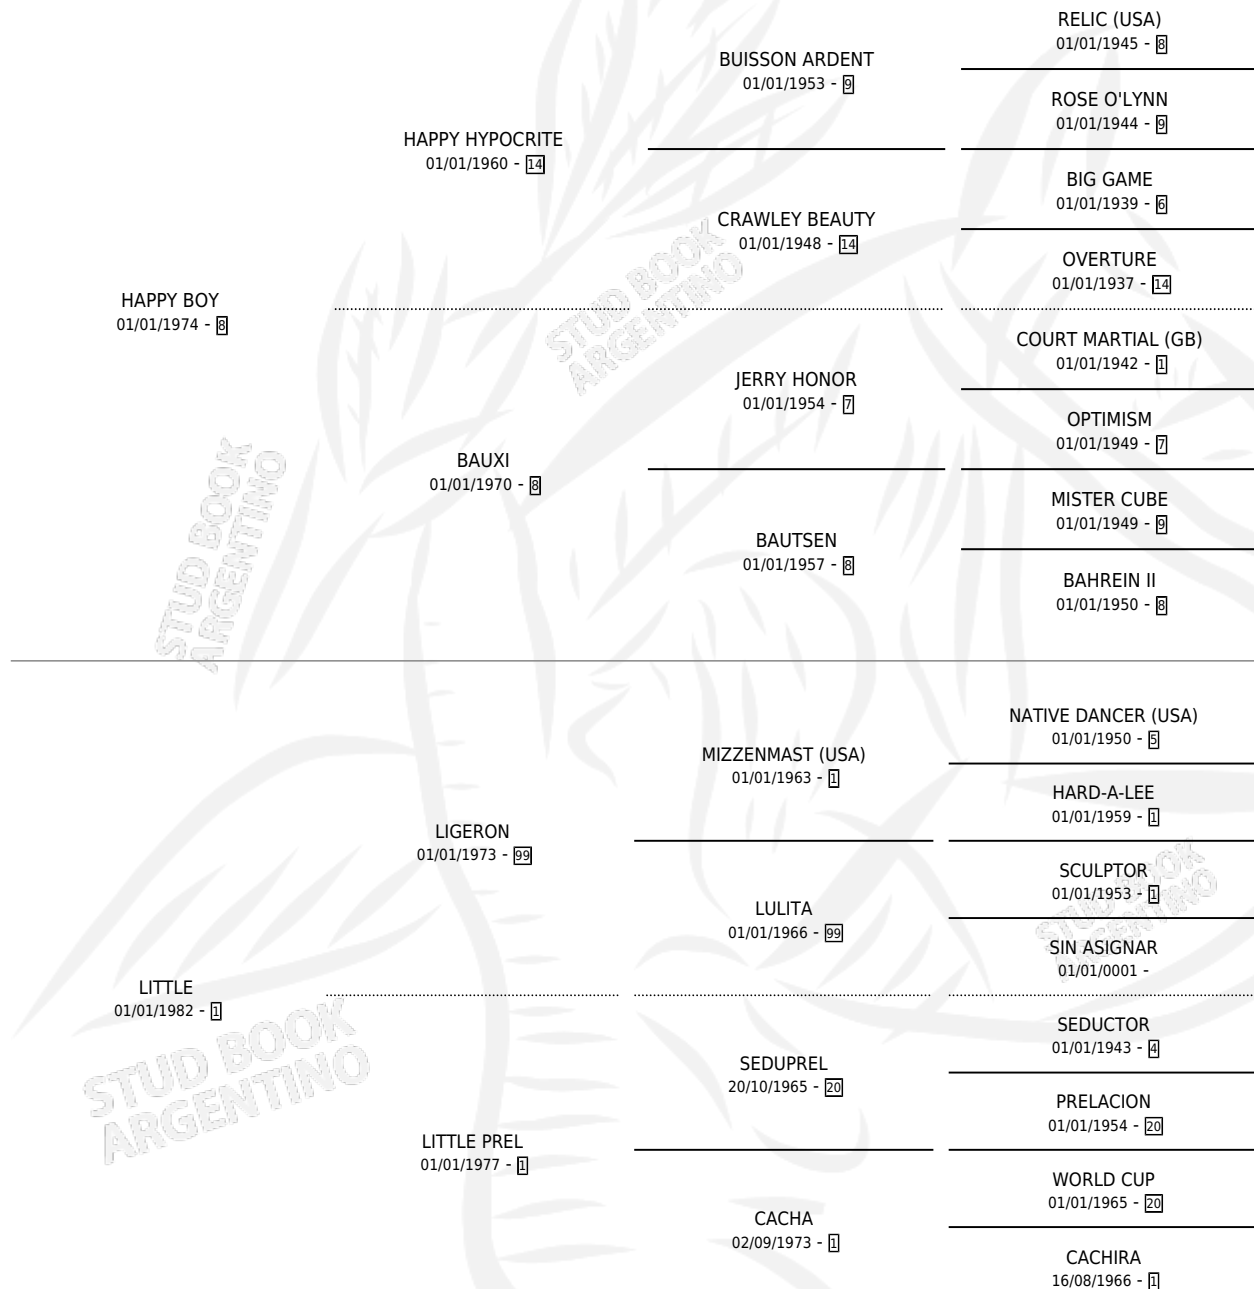 RELIC (USA)
01/01/1945 - 8
BUISSON ARDENT
01/01/1953 - 9
ROSE O'LYNN
01/01/1944 - 9
HAPPY HYPOCRITE
01/01/1960 - 14
BIG GAME
01/01/1939 - 6
CRAWLEY BEAUTY
01/01/1948 - 14
OVERTURE
01/01/1937 - 14
HAPPY BOY
01/01/1974 - 8
COURT MARTIAL (GB)
01/01/1942 - 1
JERRY HONOR
01/01/1954 - 7
OPTIMISM
01/01/1949 - 7
BAUXI
01/01/1970 - 8
MISTER CUBE
01/01/1949 - 9
BAUTSEN
01/01/1957 - 8
BAHREIN II
01/01/1950 - 8
NATIVE DANCER (USA)
01/01/1950 - 5
MIZZENMAST (USA)
01/01/1963 - 1
HARD-A-LEE
01/01/1959 - 1
LIGERON
01/01/1973 - 99
SCULPTOR
01/01/1953 - 1
LULITA
01/01/1966 - 99
SIN ASIGNAR
01/01/0001 -
LITTLE
01/01/1982 - 1
SEDUCTOR
01/01/1943 - 4
SEDUPREL
20/10/1965 - 20
PRELACION
01/01/1954 - 20
LITTLE PREL
01/01/1977 - 1
WORLD CUP
01/01/1965 - 20
CACHA
02/09/1973 - 1
CACHIRA
16/08/1966 - 1
STUD BOOK
ARGENTINO
STUD BOOK
ARGENTINO
STUD BOOK
ARGENTINO
STUD BOOK
ARGENTINO